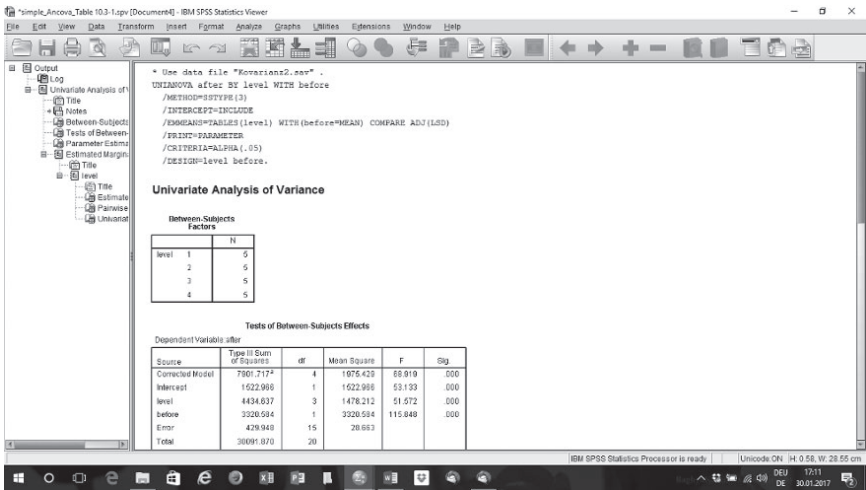 *simple_Ancova_Table 10.3-1.spv [Document4] - IBM SPSS Statistics Viewer
File Edit View Data Transform Insert Format Analyze Graphs Utilities Extensions Window Help
Output
Log
Univariate Analysis of V
Title
Notes
Between-Subjects
Tests of Between-
Parameter Estima
Estimated Margin
Title
level
Title
Estimate
Pairwise
Univariat
* Use data file "Kovarianz2.sav" .
UNIANOVA after BY level WITH before
/METHOD=SSTYPE(3)
/INTERCEPT=INCLUDE
/EMMEANS=TABLES(level) WITH(before=MEAN) COMPARE ADJ(LSD)
/PRINT=PARAMETER
/CRITERIA=ALPHA(.05)
/DESIGN=level before.
Univariate Analysis of Variance
Between-Subjects
Factors
N
level 1 5
2 5
3 5
4 5
Tests of Between-Subjects Effects
Dependent Variable: after
Source Type III Sum of Squares df Mean Square F Sig.
Corrected Model 7901.717ª 4 1975.429 68.919 .000
Intercept 1522.966 1 1522.966 53.133 .000
level 4434.637 3 1478.212 51.572 .000
before 3320.584 1 3320.584 115.848 .000
Error 429.948 15 28.663
Total 30091.870 20
IBM SPSS Statistics Processor is ready Unicode:ON H: 0.58, W: 28.55 cm
DEU 17:11
DE 30.01.2017